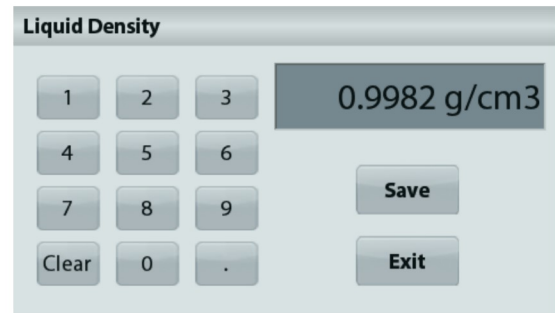 Liquid Density
1 2 3
0.9982 g/cm3
4 5 6
Save
7 8 9
Clear 0 .
Exit